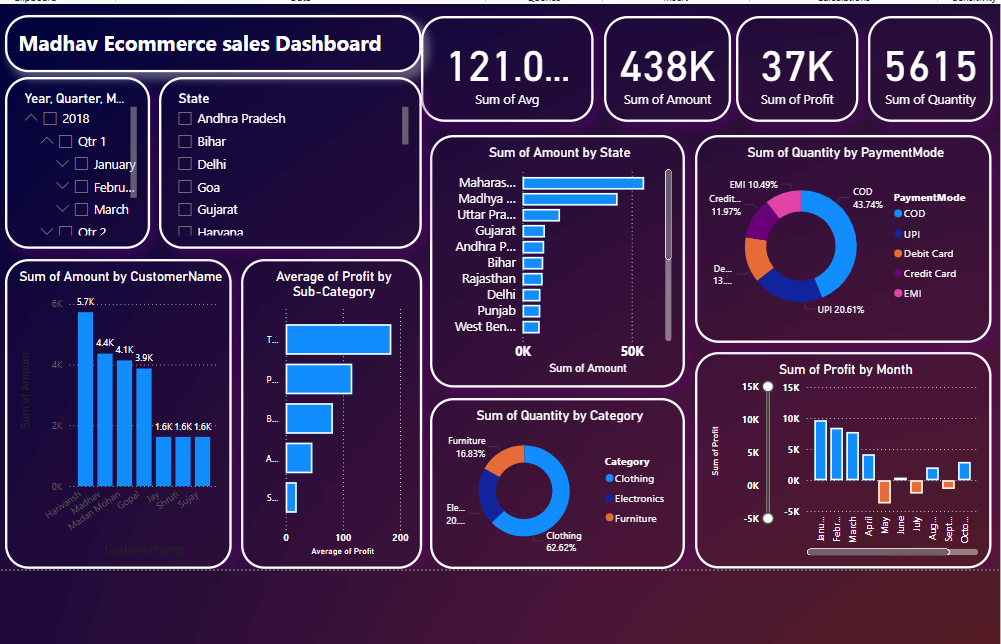 Madhav Ecommerce sales Dashboard
121.0...
Sum of Avg
438K
Sum of Amount
37K
Sum of Profit
5615
Sum of Quantity
Year, Quarter, M...
2018
Qtr 1
January
Febru...
March
Qtr 2
State
Andhra Pradesh
Bihar
Delhi
Goa
Gujarat
Haryana
Sum of Amount by State
Maharas...
Madhya ...
Uttar Pra...
Gujarat
Andhra P...
Bihar
Rajasthan
Delhi
Punjab
West Ben...
0K 50K
Sum of Amount
Sum of Quantity by PaymentMode
EMI 10.49%
Credit...
11.97%
De...
13....
COD
43.74%
UPI 20.61%
PaymentMode
COD
UPI
Debit Card
Credit Card
EMI
Sum of Amount by CustomerName
Sum of Amount
6K
4K
2K
0K
5.7K
4.4K
4.1K
3.9K
1.6K 1.6K 1.6K
Harivansh
Madhav
Madan Mohan
Gopal
Jay
Shruti
Sujay
CustomerName
Average of Profit by
Sub-Category
T...
P...
B...
A...
S...
0 100 200
Average of Profit
Sum of Quantity by Category
Furniture
16.83%
Ele...
20....
Clothing
62.62%
Category
Clothing
Electronics
Furniture
Sum of Profit by Month
Sum of Profit
15K
10K
5K
0K
-5K
15K
10K
5K
0K
-5K
Janu...
Febr...
March
April
May
June
July
Aug...
Sept...
Octo...